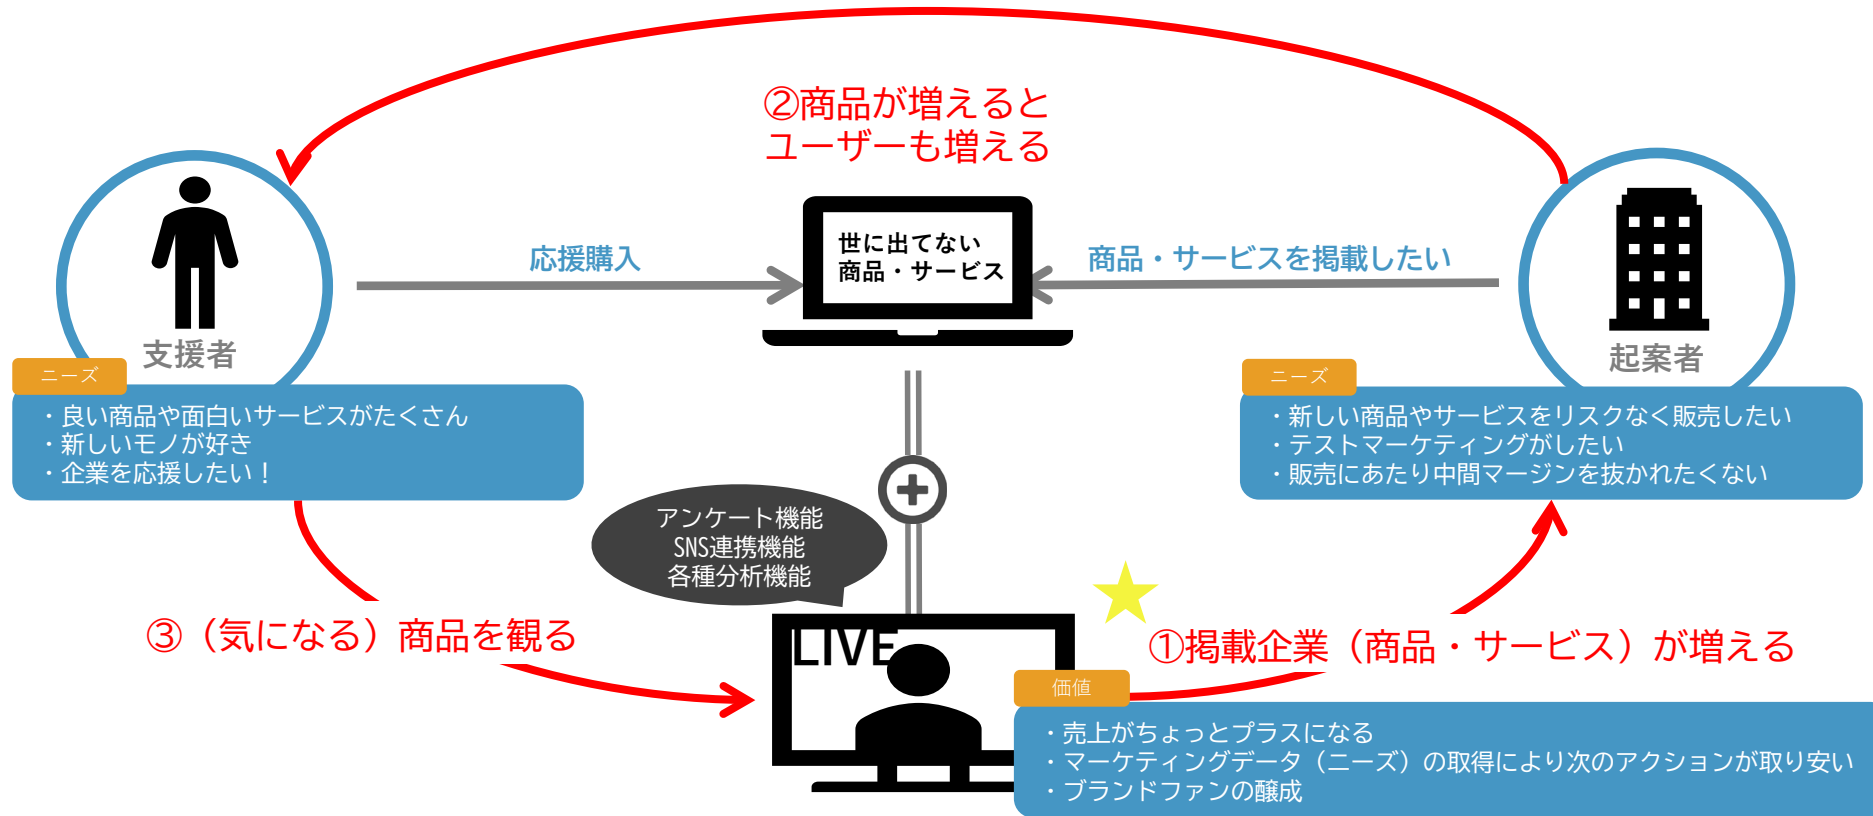 ②商品が増えると
ユーザーも増える
応援購入
世に出てない
商品・サービス
商品・サービスを掲載したい
支援者
起案者
ニーズ
・良い商品や面白いサービスがたくさん
・新しいモノが好き
・企業を応援したい！
ニーズ
・新しい商品やサービスをリスクなく販売したい
・テストマーケティングがしたい
・販売にあたり中間マージンを抜かれたくない
アンケート機能
SNS連携機能
各種分析機能
③（気になる）商品を観る
LIVE
①掲載企業（商品・サービス）が増える
価値
・売上がちょっとプラスになる
・マーケティングデータ（ニーズ）の取得により次のアクションが取り安い
・ブランドファンの醸成